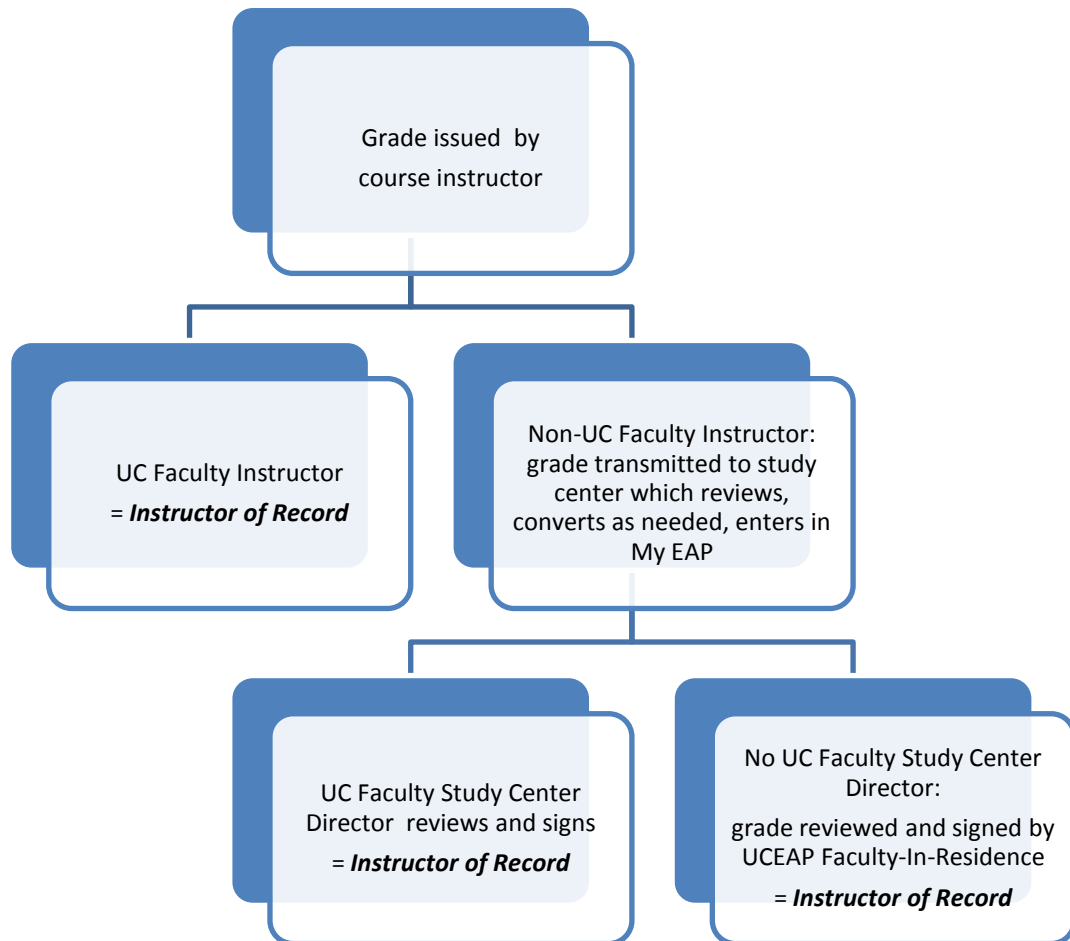 Grade issued by
course instructor
UC Faculty Instructor
= Instructor of Record
Non-UC Faculty Instructor:
grade transmitted to study
center which reviews,
converts as needed, enters in
My EAP
UC Faculty Study Center
Director reviews and signs
= Instructor of Record
No UC Faculty Study Center
Director:
grade reviewed and signed by
UCEAP Faculty-In-Residence
= Instructor of Record